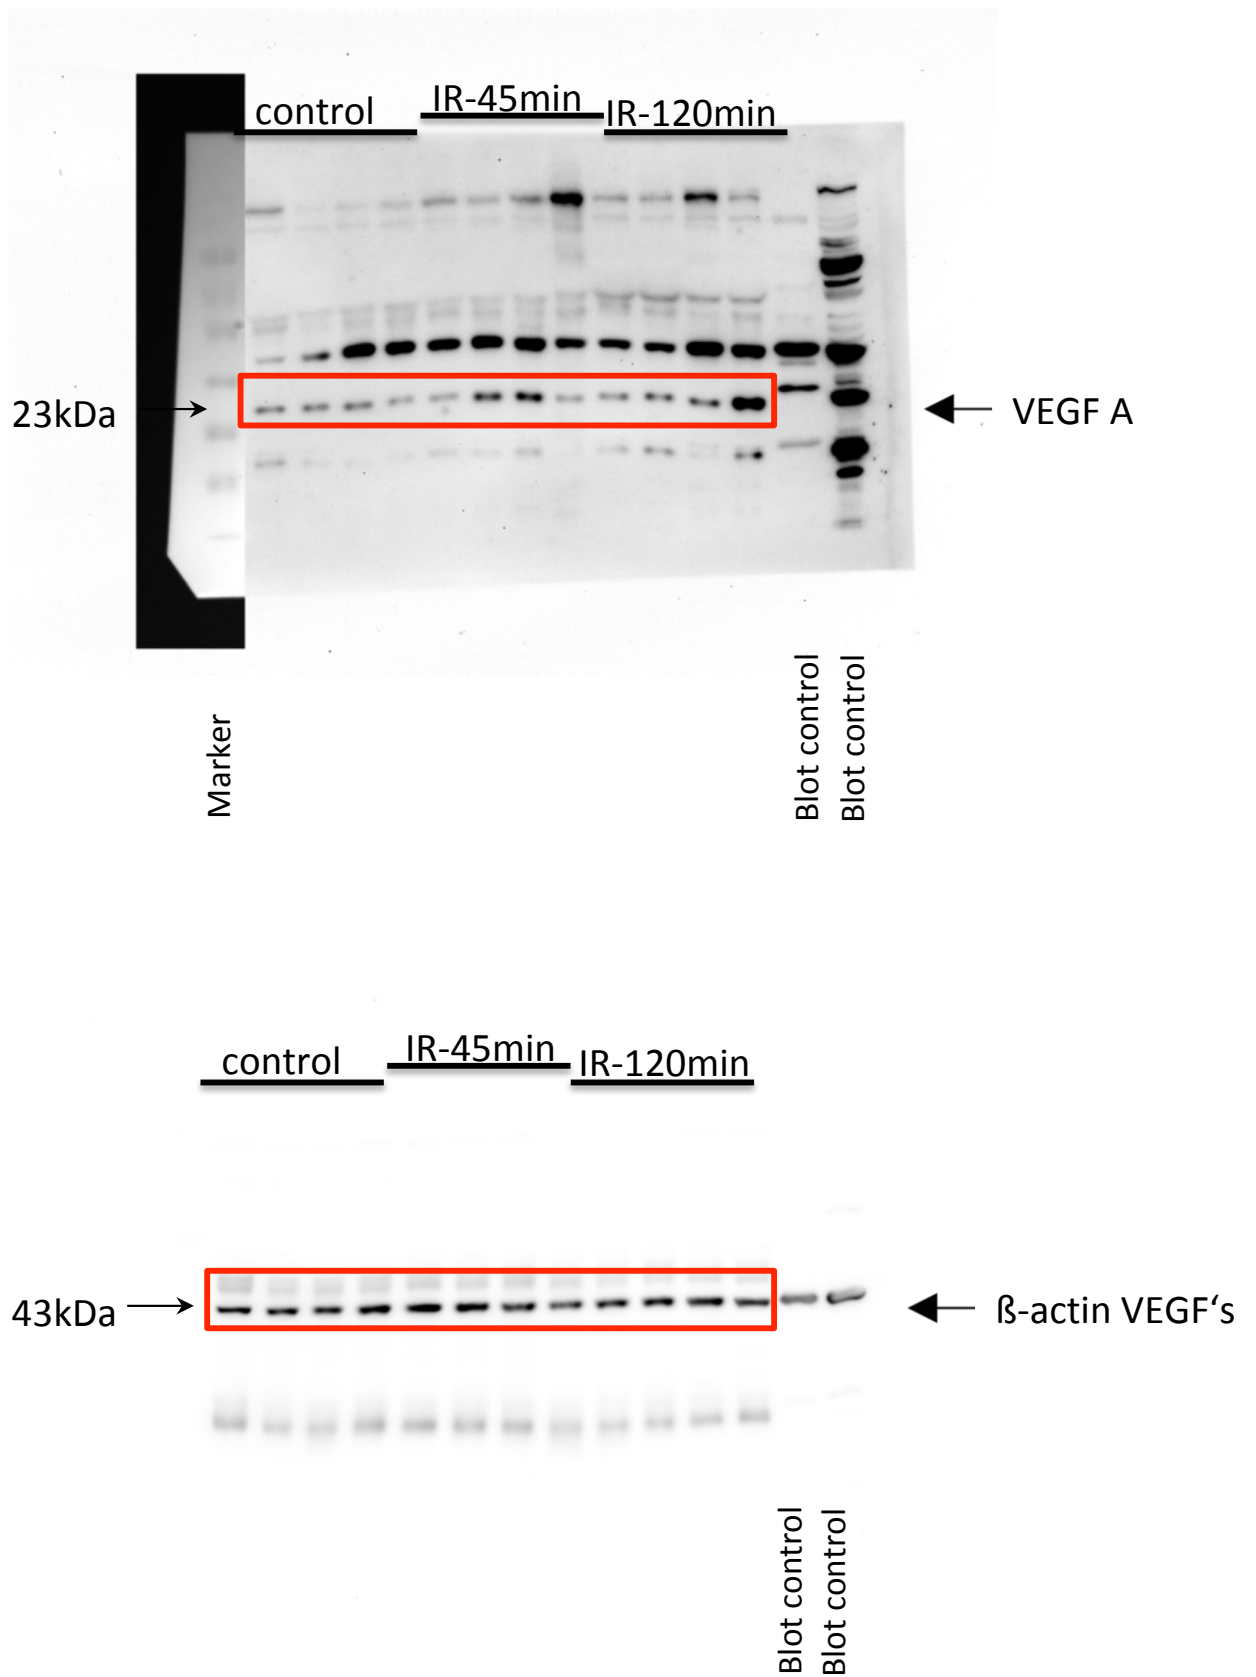 control
IR-45min
IR-120min
23kDa
VEGF A
Marker
Blot control
Blot control
control
IR-45min
IR-120min
43kDa
ß-actin VEGF‘s
Blot control
Blot control